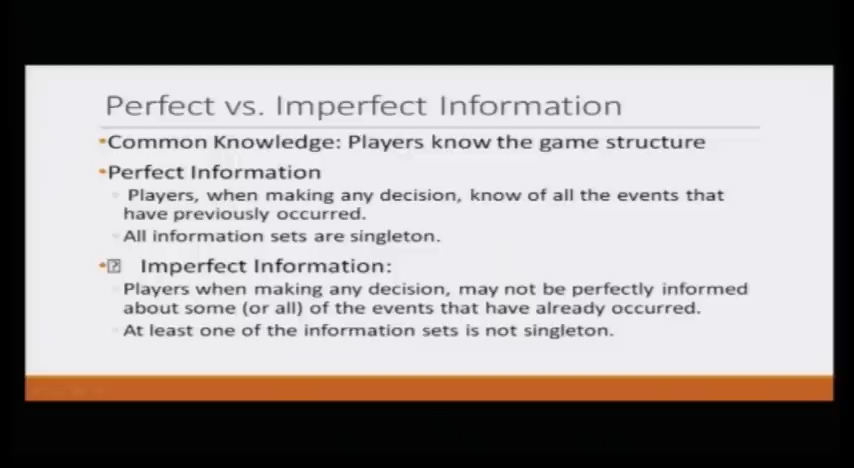 Perfect vs. Imperfect Information
•Common Knowledge: Players know the game structure
•Perfect Information
Players, when making any decision, know of all the events that
have previously occurred.
All information sets are singleton.
•⍰ Imperfect Information:
Players when making any decision, may not be perfectly informed
about some (or all) of the events that have already occurred.
At least one of the information sets is not singleton.